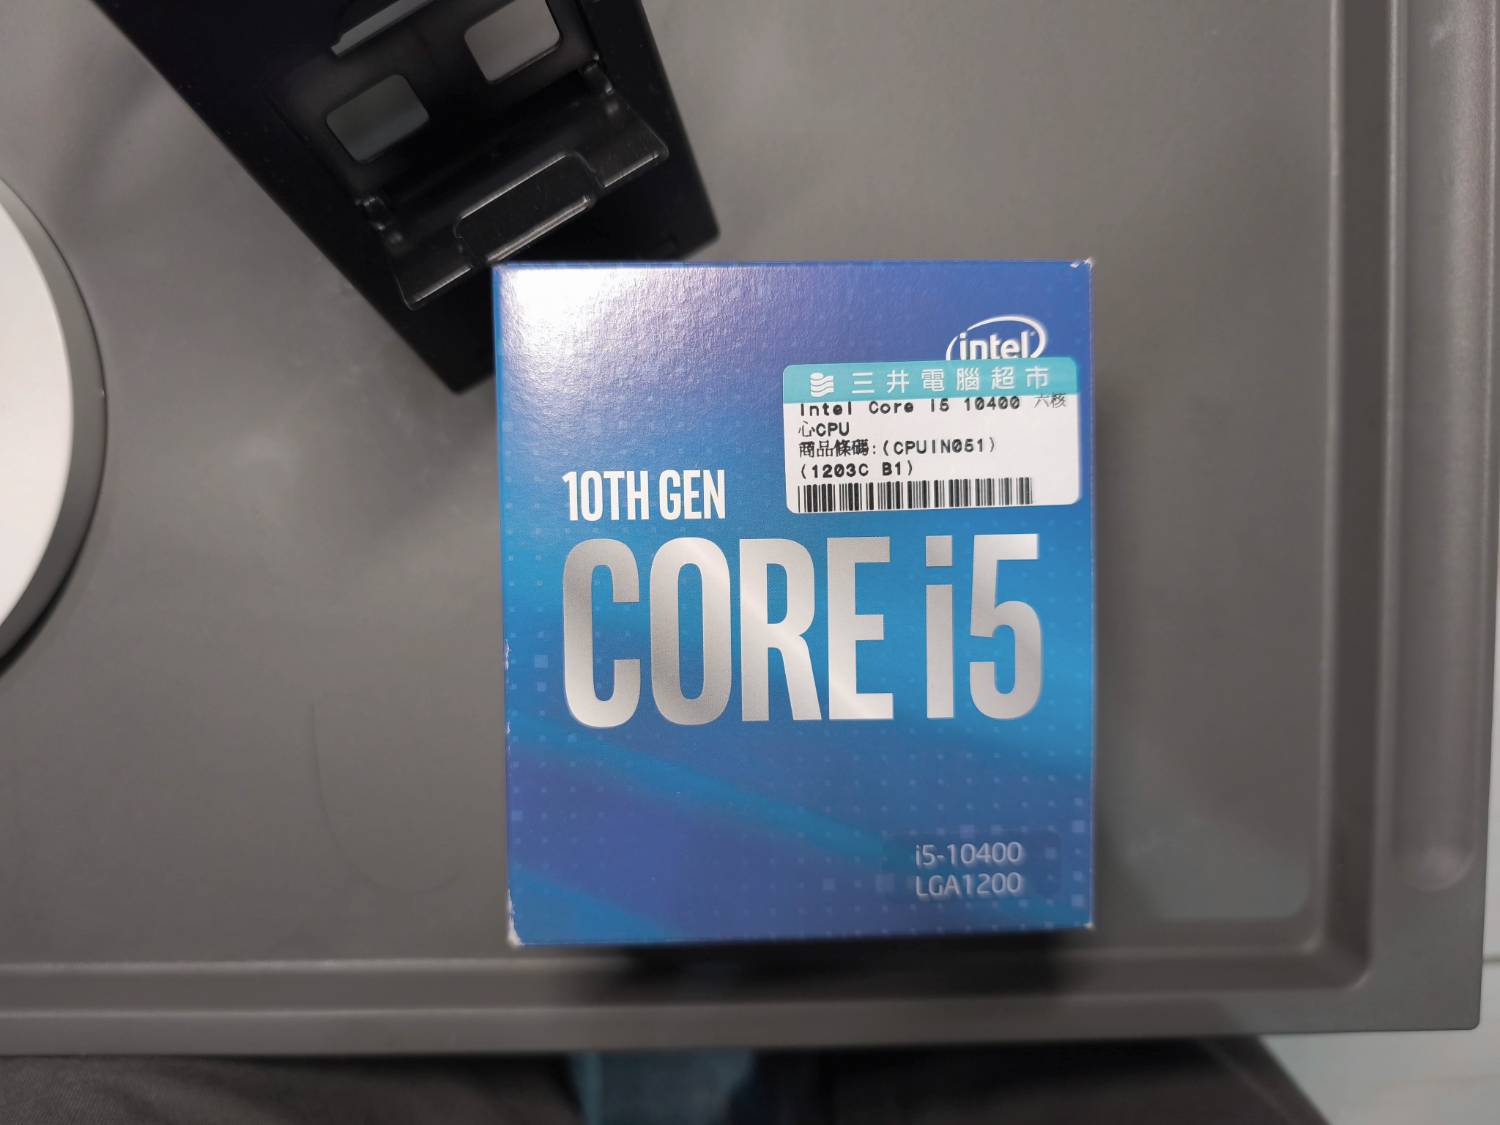 intel
三井電腦超市
Intel Core i5 10400 六核
心CPU
商品條碼:(CPUIN051)
(1203C B1)
10TH GEN
CORE i5
i5-10400
LGA1200